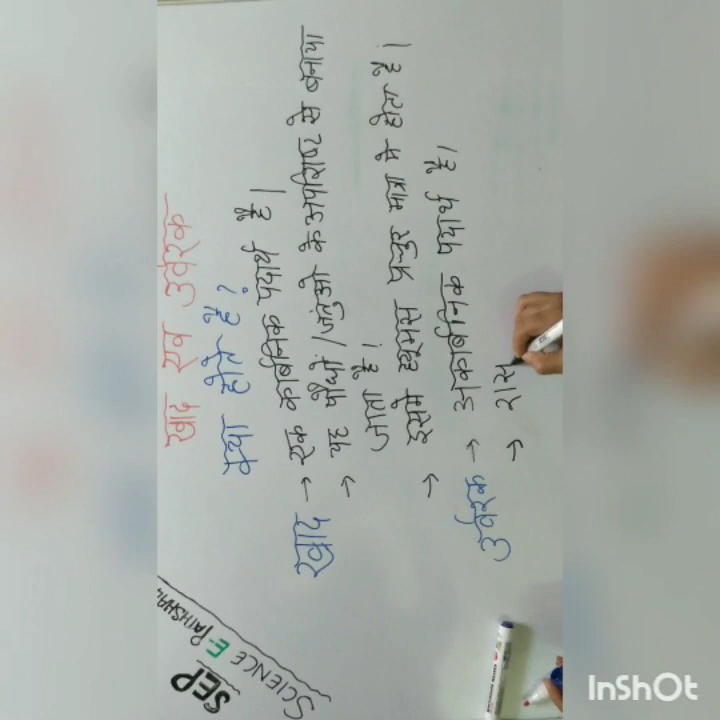 SEP
SCIENCE E-PATHSHALA
खाद एवं उर्वरक
क्या होते हैं?
खाद → एक कार्बनिक पदार्थ है।
→ यह पौधों/जंतुओं के अपशिष्ट से बनाया
जाता है।
→ इसमें ह्यूमस प्रचुर मात्रा में होता है।
उर्वरक → अकार्बनिक पदार्थ है।
→ रास
InShOt